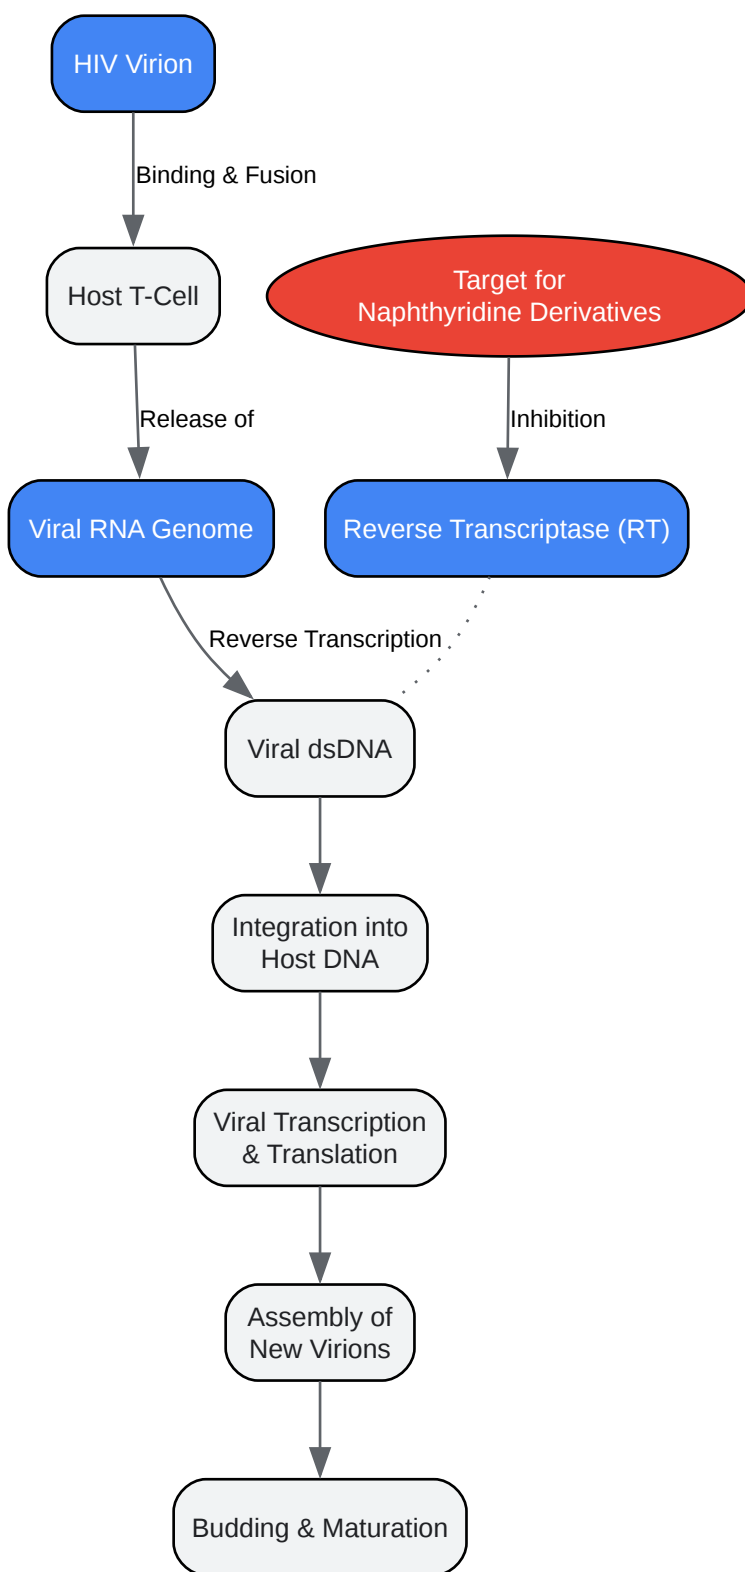 HIV Virion
Binding & Fusion
Host T-Cell
Target for
Naphthyridine Derivatives
Release of
Inhibition
Viral RNA Genome
Reverse Transcriptase (RT)
Reverse Transcription
Viral dsDNA
Integration into
Host DNA
Viral Transcription
& Translation
Assembly of
New Virions
Budding & Maturation